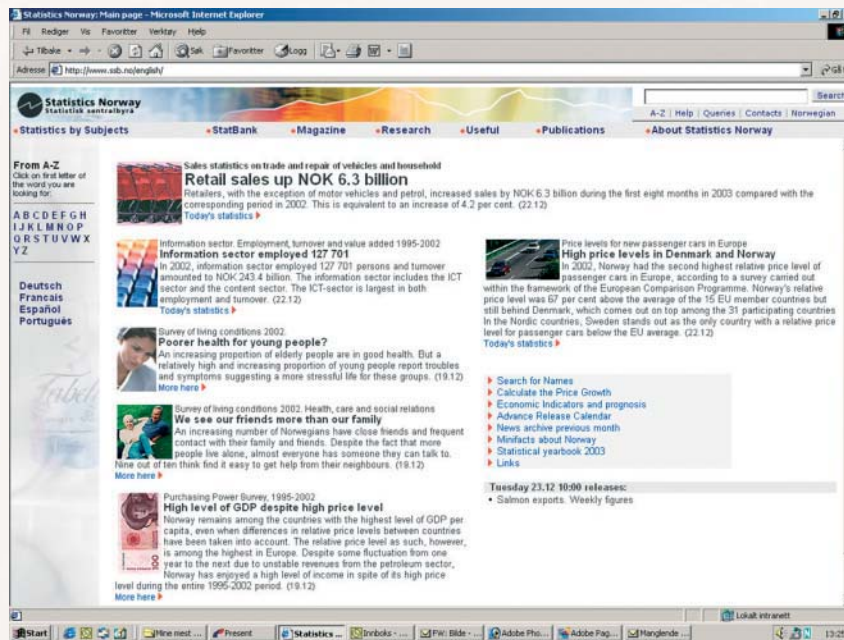 Statistics Norway: Main page - Microsoft Internet Explorer
Fil Rediger Vis Favoritter Verktøy Hjelp
Tilbake Søk Favoritter Logg
Adresse http://www.ssb.no/english/ Gå
Statistics Norway
Statistisk sentralbyrå
Search
A-Z | Help | Queries | Contacts | Norwegian
Statistics by Subjects StatBank Magazine Research Useful Publications About Statistics Norway
From A-Z
Click on first letter of
the word you are
looking for:
A B C D E F G H
I J K L M N O P
Q R S T U V W X
Y Z
Deutsch
Francais
Español
Português
Sales statistics on trade and repair of vehicles and household
Retail sales up NOK 6.3 billion
Retailers, with the exception of motor vehicles and petrol, increased sales by NOK 6.3 billion during the first eight months in 2003 compared with the
corresponding period in 2002. This is equivalent to an increase of 4.2 per cent. (22.12)
Today's statistics
Information sector. Employment, turnover and value added 1995-2002
Information sector employed 127 701
In 2002, information sector employed 127 701 persons and turnover
amounted to NOK 243.4 billion. The information sector includes the ICT
sector and the content sector. The ICT-sector is largest in both
employment and turnover. (22.12)
Today's statistics
Survey of living conditions 2002.
Poorer health for young people?
An increasing proportion of elderly people are in good health. But a
relatively high and increasing proportion of young people report troubles
and symptoms suggesting a more stressful life for these groups. (19.12)
More here
Survey of living conditions 2002. Health, care and social relations
We see our friends more than our family
An increasing number of Norwegians have close friends and frequent
contact with their family and friends. Despite the fact that more
people live alone, almost everyone has someone they can talk to.
Nine out of ten think find it easy to get help from their neighbours. (19.12)
More here
Purchasing Power Survey, 1995-2002
High level of GDP despite high price level
Norway remains among the countries with the highest level of GDP per
capita, even when differences in relative price levels between countries
have been taken into account. The relative price level as such, however,
is among the highest in Europe. Despite some fluctuation from one
year to the next due to unstable revenues from the petroleum sector,
Norway has enjoyed a high level of income in spite of its high price
level during the entire 1995-2002 period. (19.12)
More here
Price levels for new passenger cars in Europe
High price levels in Denmark and Norway
In 2002, Norway had the second highest relative price level of
passenger cars in Europe, according to a survey carried out
within the framework of the European Comparison Programme. Norway's relative
price level was 67 per cent above the average of the 15 EU member countries but
still behind Denmark, which comes out on top among the 31 participating countries
In the Nordic countries, Sweden stands out as the only country with a relative price
level for passenger cars below the EU average. (22.12)
Today's statistics
Search for Names
Calculate the Price Growth
Economic Indicators and prognosis
Advance Release Calendar
News archive previous month
Minifacts about Norway
Statistical yearbook 2003
Links
Tuesday 23.12 10:00 releases:
• Salmon exports. Weekly figures
Lokalt intranett
Start Mine mest ... Present Statistics ... Innboks - ... FW: Bilde - ... Adobe Pho... Adobe Pag... Manglende ... 13:25